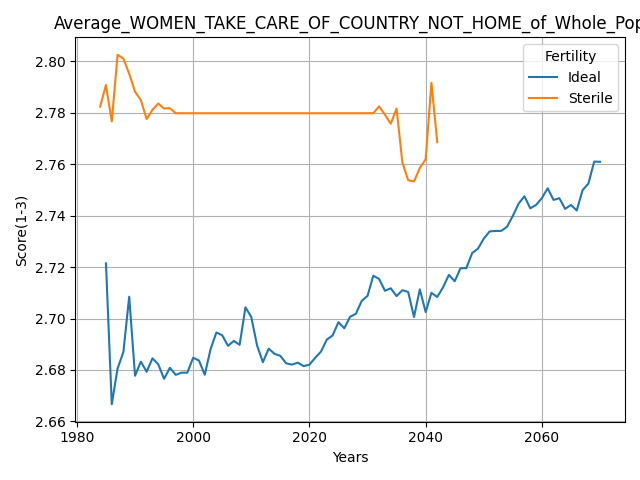 Average_WOMEN_TAKE_CARE_OF_COUNTRY_NOT_HOME_of_Whole_Pop
Fertility
Ideal
Sterile
2.80
2.78
2.76
2.74
2.72
2.70
2.68
2.66
Score(1-3)
1980 2000 2020 2040 2060
Years